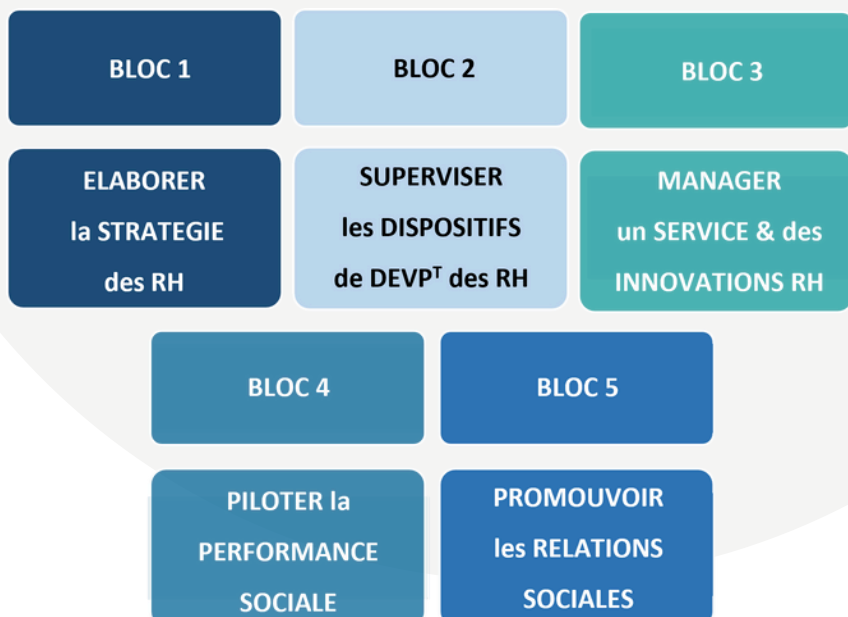 BLOC 1
BLOC 2
BLOC 3
ELABORER
la STRATEGIE
des RH
SUPERVISER
les DISPOSITIFS
de DEVPᵀ des RH
MANAGER
un SERVICE & des
INNOVATIONS RH
BLOC 4
BLOC 5
PILOTER la
PERFORMANCE
SOCIALE
PROMOUVOIR
les RELATIONS
SOCIALES